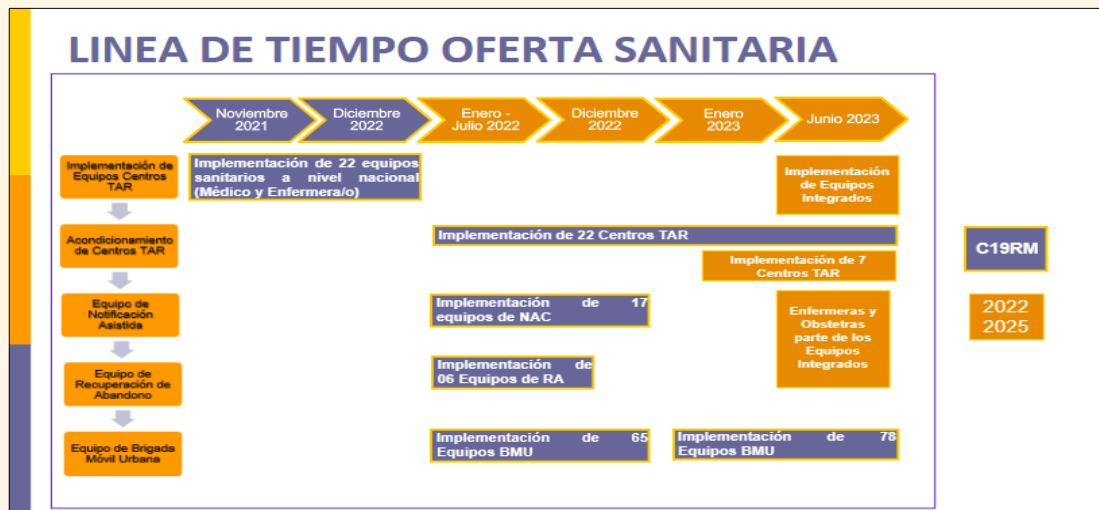 LINEA DE TIEMPO OFERTA SANITARIA
Noviembre
2021
Diciembre
2022
Enero -
Julio 2022
Diciembre
2022
Enero
2023
Junio 2023
Implementación de
Equipos Centros
TAR
Implementación de 22 equipos
sanitarios a nivel nacional
(Médico y Enfermera/o)
Implementación
de Equipos
Integrados
Acondicionamiento
de Centros TAR
Implementación de 22 Centros TAR
Implementación de 7
Centros TAR
C19RM
Equipo de
Notificación
Asistida
Implementación de 17
equipos de NAC
Enfermeras y
Obstetras
parte de los
Equipos
Integrados
2022
2025
Equipo de
Recuperación de
Abandono
Implementación de
06 Equipos de RA
Equipo de Brigada
Móvil Urbana
Implementación de 65
Equipos BMU
Implementación de 78
Equipos BMU